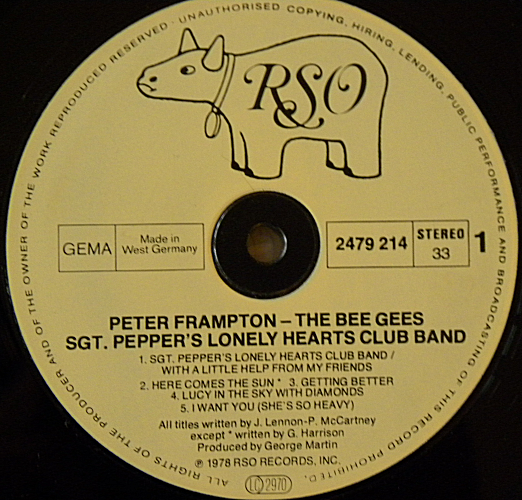 ALL RIGHTS OF THE PRODUCER AND OF THE OWNER OF THE WORK REPRODUCED RESERVED - UNAUTHORISED COPYING, HIRING, LENDING, PUBLIC PERFORMANCE AND BROADCASTING OF THIS RECORD PROHIBITED.
RSO
GEMA
Made in
West Germany
2479 214
STEREO
33
1
PETER FRAMPTON – THE BEE GEES
SGT. PEPPER'S LONELY HEARTS CLUB BAND
1. SGT. PEPPER'S LONELY HEARTS CLUB BAND /
WITH A LITTLE HELP FROM MY FRIENDS
2. HERE COMES THE SUN * 3. GETTING BETTER
4. LUCY IN THE SKY WITH DIAMONDS
5. I WANT YOU (SHE'S SO HEAVY)
All titles written by J. Lennon-P. McCartney
except * written by G. Harrison
Produced by George Martin
℗ 1978 RSO RECORDS, INC.
LC 2970